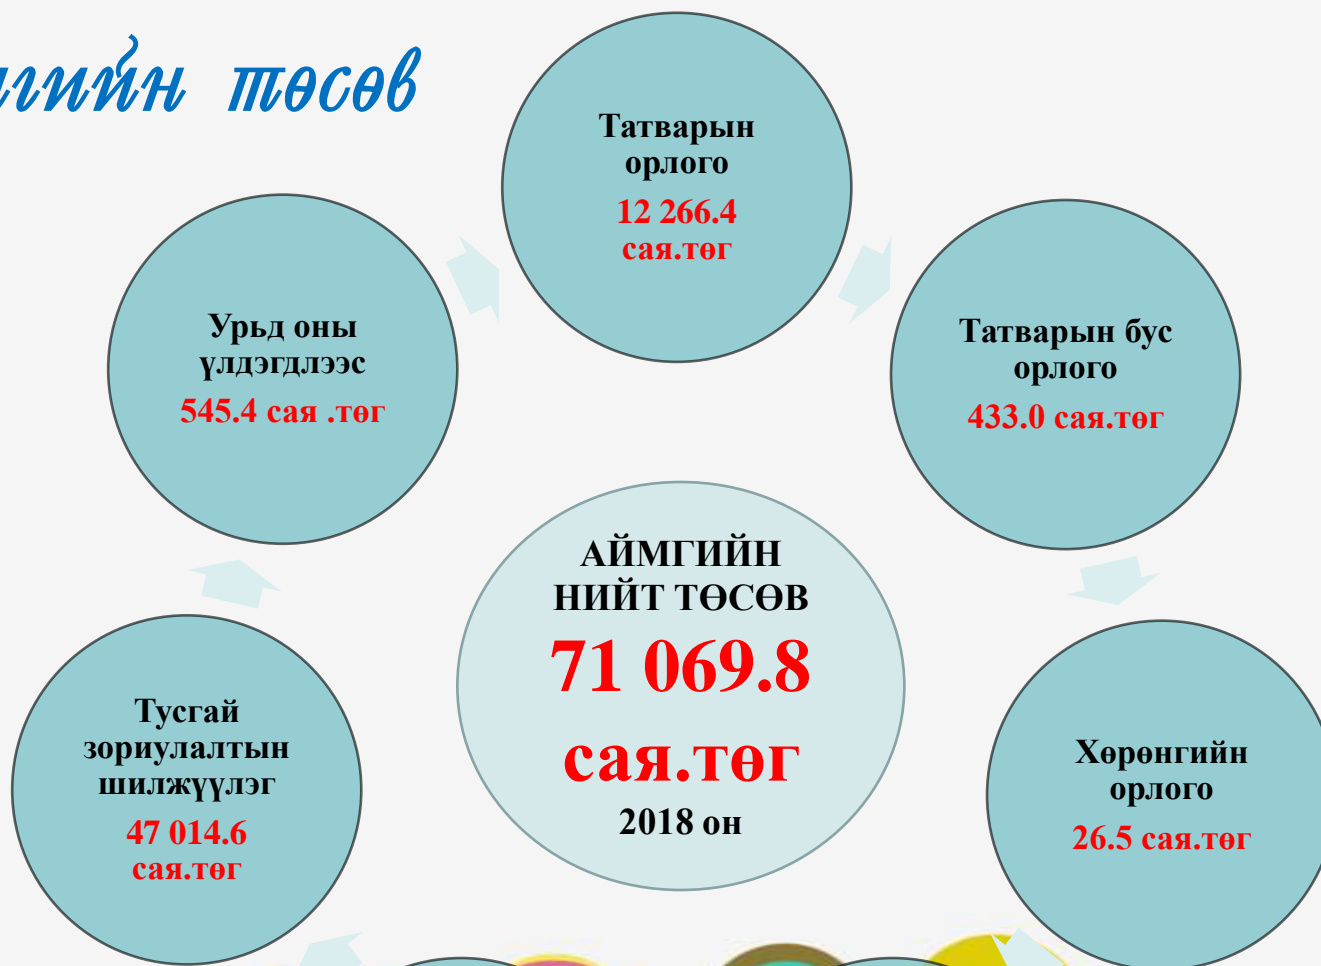 төсөв
Татварын
орлого
12 266.4
сая.төг
Татварын бус
орлого
433.0 сая.төг
Хөрөнгийн
орлого
26.5 сая.төг
Тусгай
зориулалтын
шилжүүлэг
47 014.6
сая.төг
Урьд оны
үлдэгдлээс
545.4 сая .төг
АЙМГИЙН
НИЙТ ТӨСӨВ
71 069.8
сая.төг
2018 он